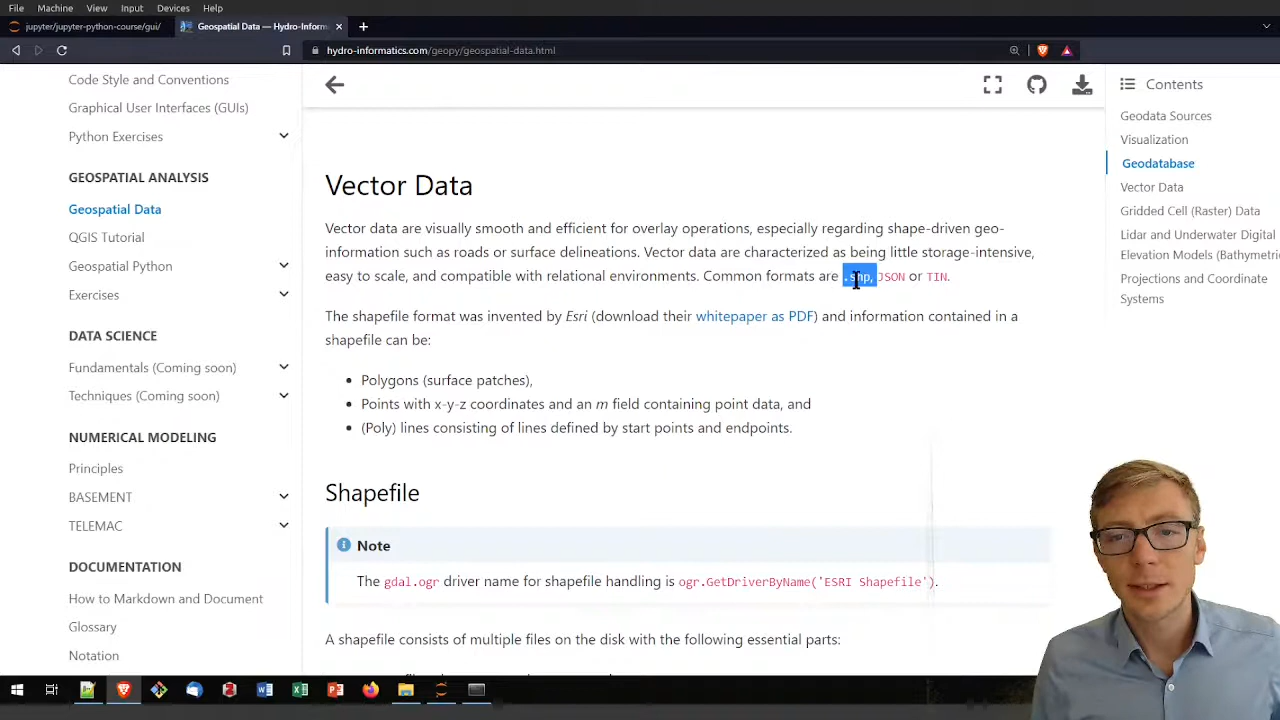 File Machine View Input Devices Help
jupyter/jupyter-python-course/gui/
Geospatial Data — Hydro-Inform
hydro-informatics.com/geopy/geospatial-data.html
Code Style and Conventions
Graphical User Interfaces (GUIs)
Python Exercises
GEOSPATIAL ANALYSIS
Geospatial Data
QGIS Tutorial
Geospatial Python
Exercises
DATA SCIENCE
Fundamentals (Coming soon)
Techniques (Coming soon)
NUMERICAL MODELING
Principles
BASEMENT
TELEMAC
DOCUMENTATION
How to Markdown and Document
Glossary
Notation
Vector Data
Vector data are visually smooth and efficient for overlay operations, especially regarding shape-driven geo-
information such as roads or surface delineations. Vector data are characterized as being little storage-intensive,
easy to scale, and compatible with relational environments. Common formats are .shp, JSON or TIN.
The shapefile format was invented by Esri (download their whitepaper as PDF) and information contained in a
shapefile can be:
• Polygons (surface patches),
• Points with x-y-z coordinates and an m field containing point data, and
• (Poly) lines consisting of lines defined by start points and endpoints.
Shapefile
Note
The gdal.ogr driver name for shapefile handling is ogr.GetDriverByName('ESRI Shapefile').
A shapefile consists of multiple files on the disk with the following essential parts:
Contents
Geodata Sources
Visualization
Geodatabase
Vector Data
Gridded Cell (Raster) Data
Lidar and Underwater Digital
Elevation Models (Bathymetri
Projections and Coordinate
Systems